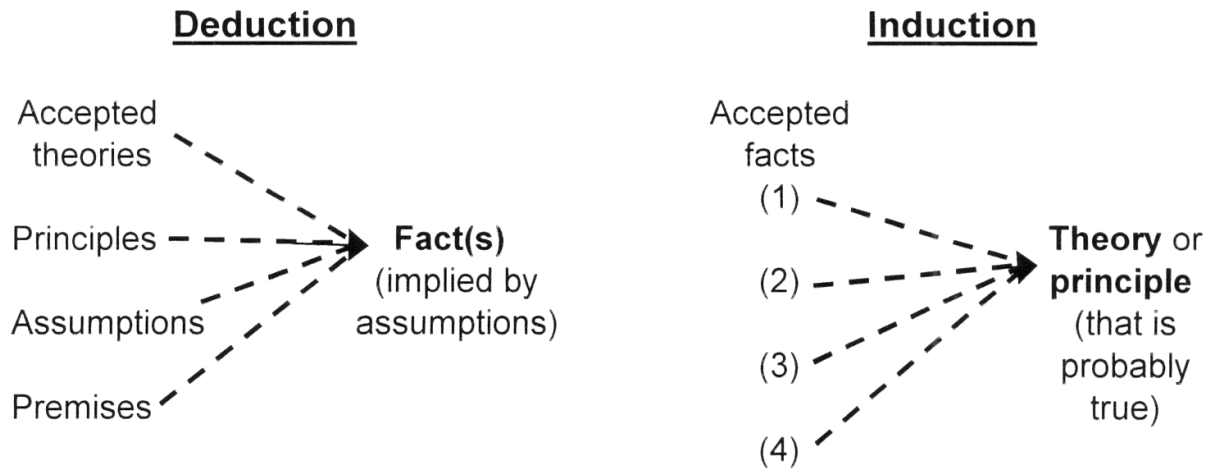 Deduction
Accepted
theories
Principles
Assumptions
Premises
Fact(s)
(implied by
assumptions)
Induction
Accepted
facts
(1)
(2)
(3)
(4)
Theory or
principle
(that is
probably
true)